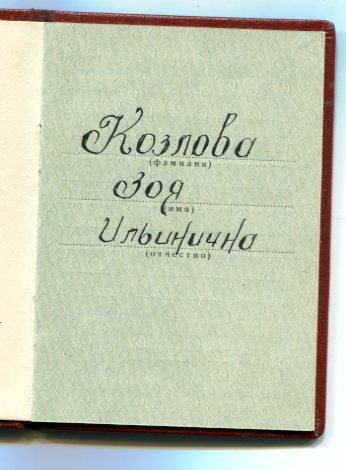 Козлова
(фамилия)
Зоя
(имя)
Ильинична
(отчество)